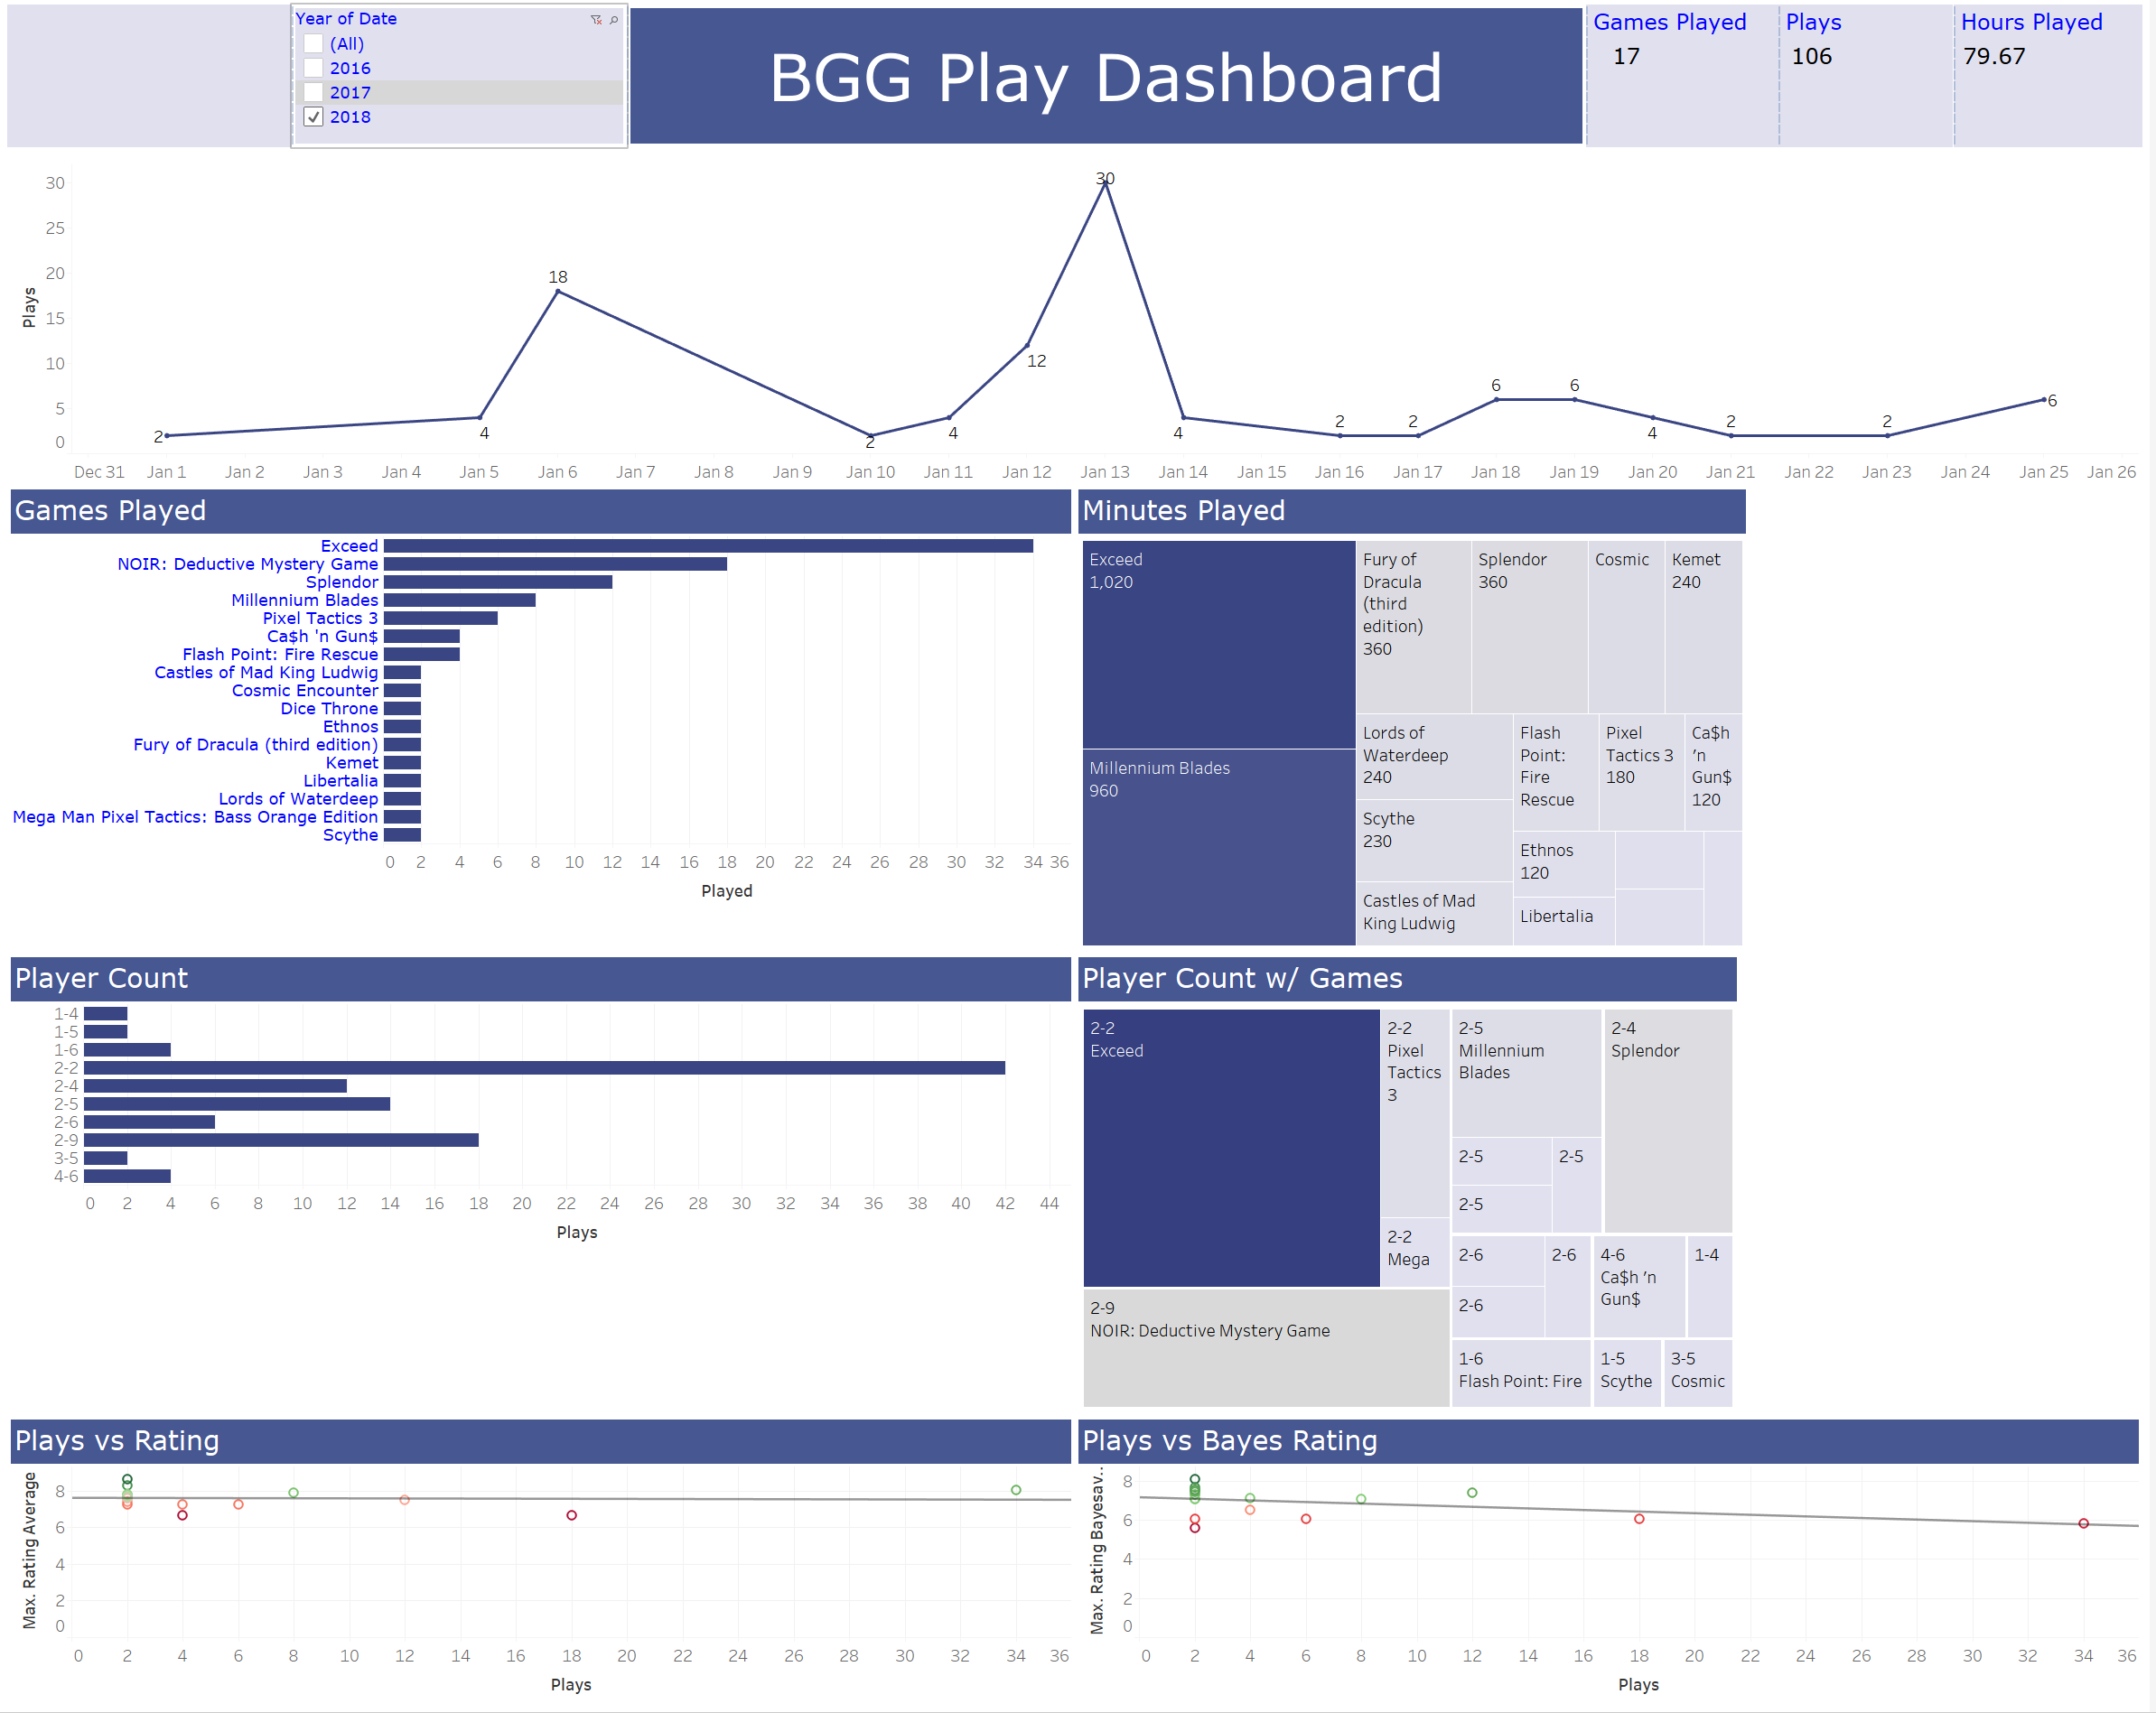 Year of Date
(All)
2016
2017
2018
BGG Play Dashboard
Games Played
17
Plays
106
Hours Played
79.67
Plays
30
25
20
15
10
5
0
2
4
18
2
4
12
30
4
2
2
6
6
4
2
2
6
Dec 31 Jan 1 Jan 2 Jan 3 Jan 4 Jan 5 Jan 6 Jan 7 Jan 8 Jan 9 Jan 10 Jan 11 Jan 12 Jan 13 Jan 14 Jan 15 Jan 16 Jan 17 Jan 18 Jan 19 Jan 20 Jan 21 Jan 22 Jan 23 Jan 24 Jan 25 Jan 26
Games Played
Exceed
NOIR: Deductive Mystery Game
Splendor
Millennium Blades
Pixel Tactics 3
Ca$h 'n Gun$
Flash Point: Fire Rescue
Castles of Mad King Ludwig
Cosmic Encounter
Dice Throne
Ethnos
Fury of Dracula (third edition)
Kemet
Libertalia
Lords of Waterdeep
Mega Man Pixel Tactics: Bass Orange Edition
Scythe
0 2 4 6 8 10 12 14 16 18 20 22 24 26 28 30 32 34 36
Played
Minutes Played
Exceed
1,020
Millennium Blades
960
Fury of
Dracula
(third
edition)
360
Splendor
360
Cosmic
Kemet
240
Lords of
Waterdeep
240
Scythe
230
Castles of Mad
King Ludwig
Flash
Point:
Fire
Rescue
Pixel
Tactics 3
180
Ca$h
'n
Gun$
120
Ethnos
120
Libertalia
Player Count
1-4
1-5
1-6
2-2
2-4
2-5
2-6
2-9
3-5
4-6
0 2 4 6 8 10 12 14 16 18 20 22 24 26 28 30 32 34 36 38 40 42 44
Plays
Player Count w/ Games
2-2
Exceed
2-2
Pixel
Tactics
3
2-2
Mega
2-9
NOIR: Deductive Mystery Game
2-5
Millennium
Blades
2-5
2-5
2-5
2-4
Splendor
2-6
2-6
2-6
4-6
Ca$h 'n
Gun$
1-4
1-6
Flash Point: Fire
1-5
Scythe
3-5
Cosmic
Plays vs Rating
Max. Rating Average
8
6
4
2
0
0 2 4 6 8 10 12 14 16 18 20 22 24 26 28 30 32 34 36
Plays
Plays vs Bayes Rating
Max. Rating Bayesav..
8
6
4
2
0
0 2 4 6 8 10 12 14 16 18 20 22 24 26 28 30 32 34 36
Plays